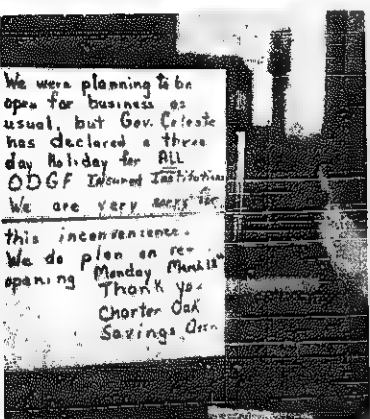 We were planning to be
open for business as
usual, but Gov. Celeste
has declared a three
day Holiday for ALL
ODGF Insured Institutions
We are very sorry for
this inconvenience.
We do plan on re-
opening Monday March 18th
Thank you
Charter Oak
Savings Assn